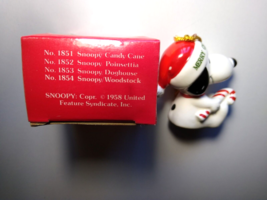 No. 1851 Snoopy Candy Cane
No. 1852 Snoopy Poinsettia
No. 1853 Snoopy Doghouse
No. 1854 Snoopy Woodstock
SNOOPY: Copr. © 1958 United
Feature Syndicate, Inc.
MERRY